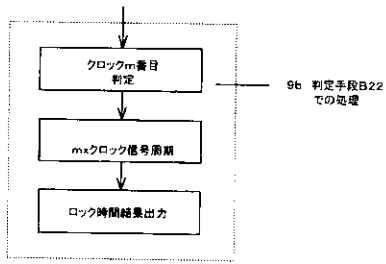 クロックm番目
判定
9b 判定手段B22
での処理
mxクロック信号周期
ロック時間結果出力